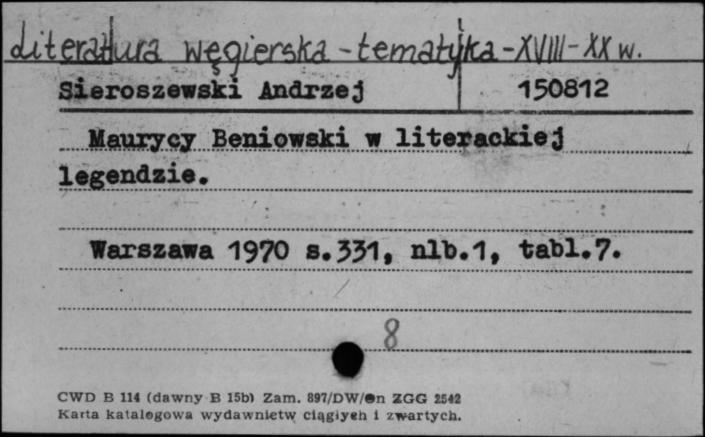 Literatura węgierska - tematyka - XVIII - XX w.
Sieroszewski Andrzej 150812
Maurycy Beniowski w literackiej
legendzie.
Warszawa 1970 s.331, nlb.1, tabl.7.
8
CWD B 114 (dawny B 15b) Zam. 897/DW/en ZGG 2542
Karta katalogowa wydawnictw ciągłych i zwartych.